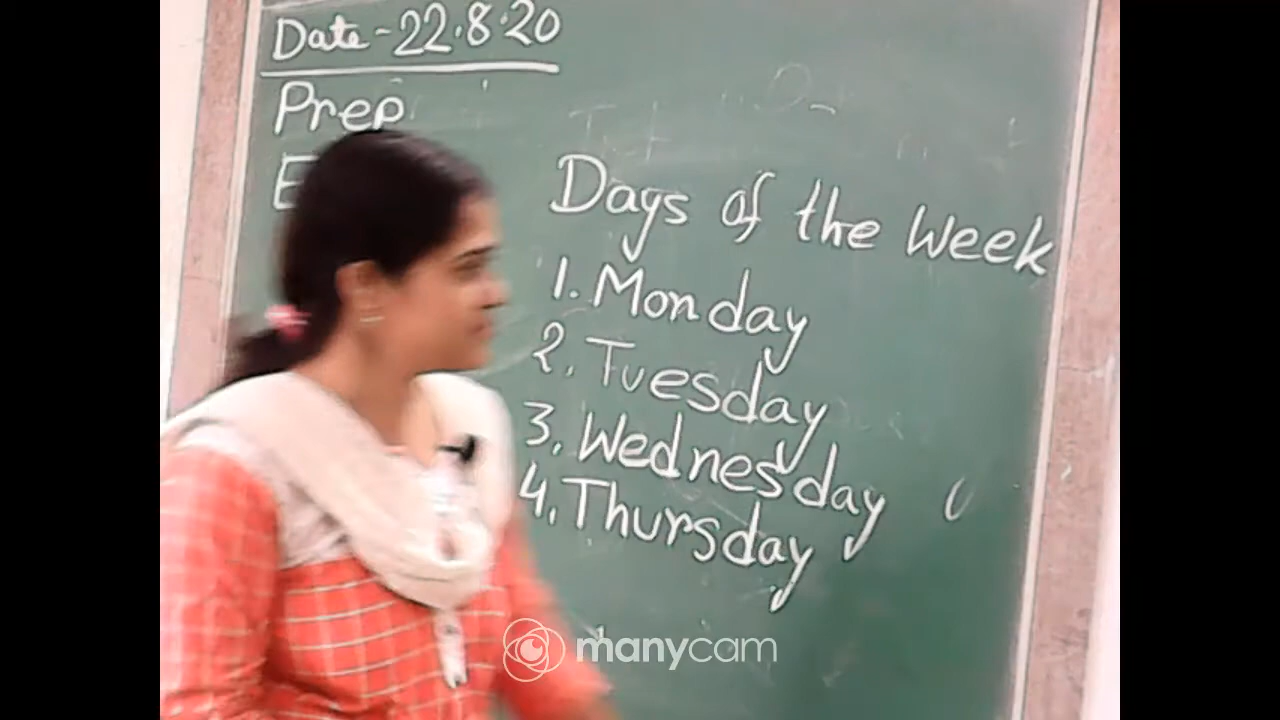 Date - 22.8.20
Prep
Days of the Week
1. Monday
2. Tuesday
3. Wednesday
4. Thursday
manycam